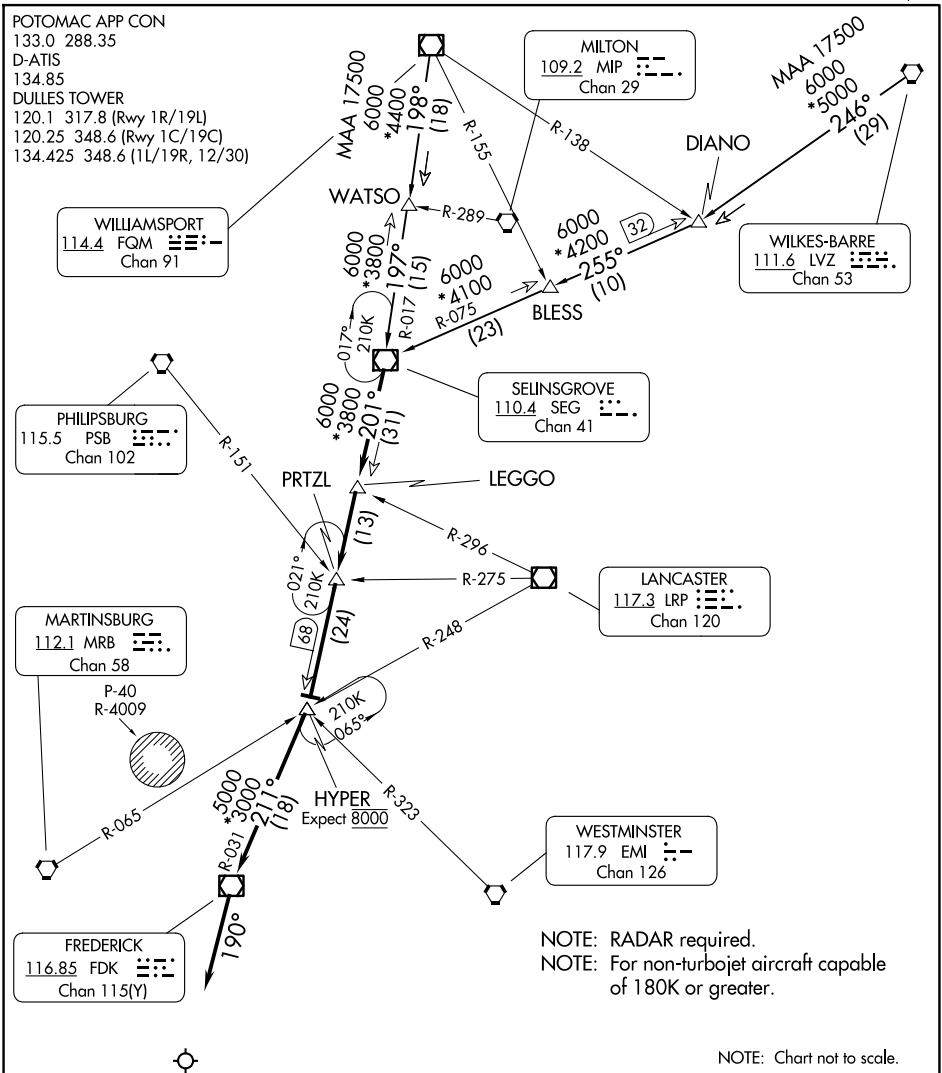 POTOMAC APP CON
133.0 288.35
D-ATIS
134.85
DULLES TOWER
120.1 317.8 (Rwy 1R/19L)
120.25 348.6 (Rwy 1C/19C)
134.425 348.6 (1L/19R, 12/30)
MILTON
109.2 MIP
Chan 29
MAA 17500
6000
*4400
198°
(18)
R-155
R-138
MAA 17500
6000
*5000
246°
(29)
DIANO
WATSO
R-289
WILLIAMSPORT
114.4 FQM
Chan 91
6000
*4200
32
255°
(10)
WILKES-BARRE
111.6 LVZ
Chan 53
6000
*3800
197°
(15)
R-017
6000
*4100
R-075
(23)
BLESS
017°
210K
SELINSGROVE
110.4 SEG
Chan 41
PHILIPSBURG
115.5 PSB
Chan 102
6000
*3800
201°
(31)
R-151
PRTZL
LEGGO
(13)
R-296
021°
210K
R-275
LANCASTER
117.3 LRP
Chan 120
MARTINSBURG
112.1 MRB
Chan 58
68
(24)
R-248
P-40
R-4009
210K
065°
HYPER
Expect 8000
R-323
R-065
5000
*3000
211°
(18)
R-031
WESTMINSTER
117.9 EMI
Chan 126
FREDERICK
116.85 FDK
Chan 115(Y)
190°
NOTE: RADAR required.
NOTE: For non-turbojet aircraft capable
of 180K or greater.
NOTE: Chart not to scale.